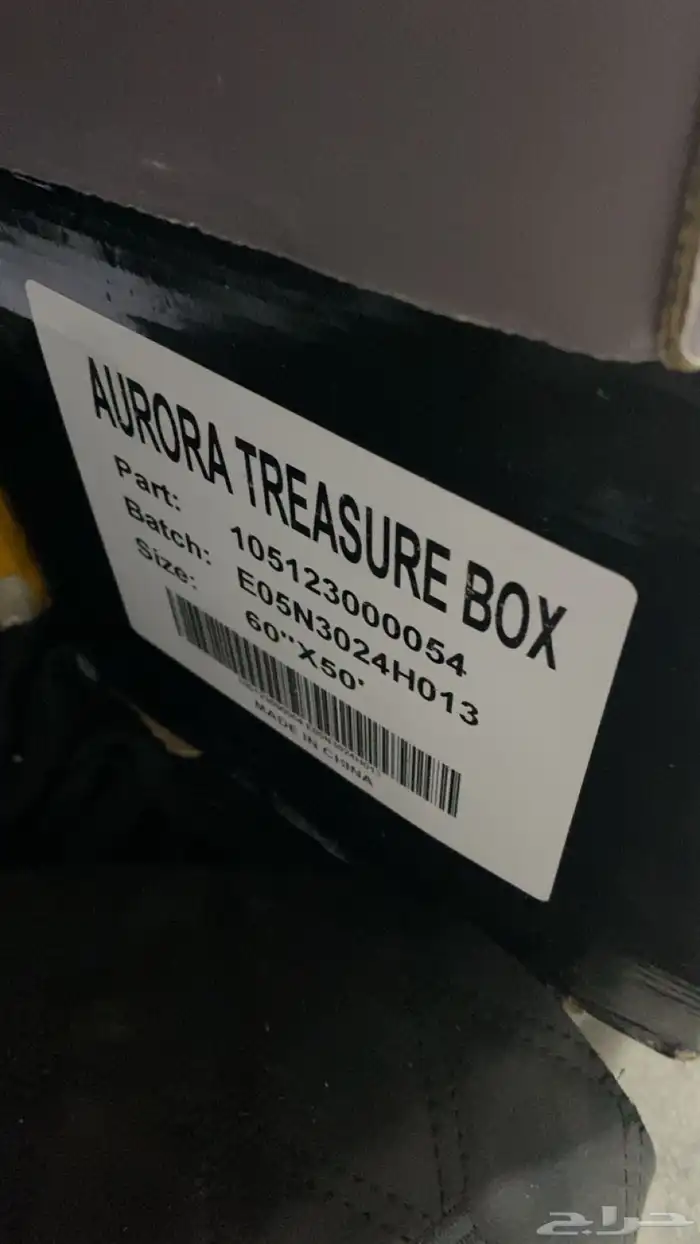 AURORA TREASURE BOX
Part: 105123000054
Batch: E05N3024H013
Size: 60"X50'
MADE IN CHINA
حراج